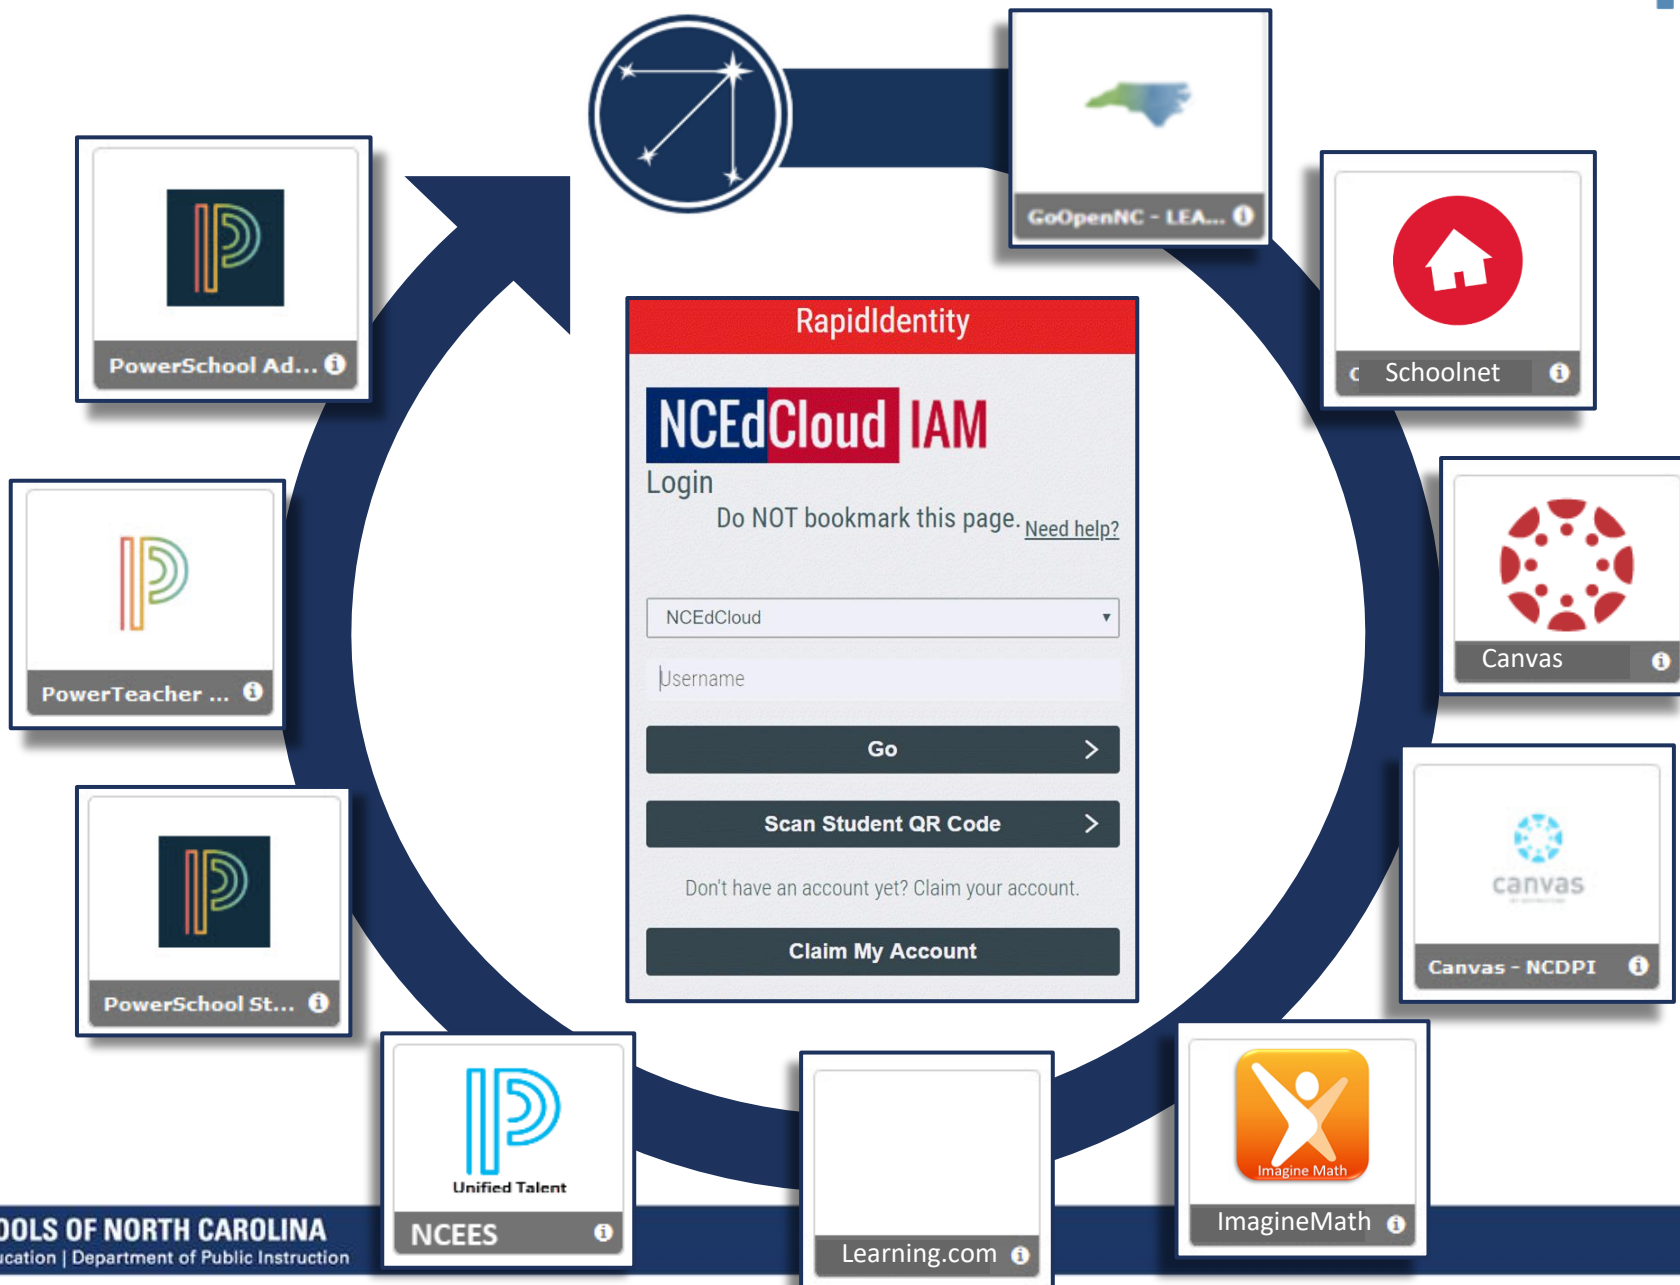 GoOpenNC - LEA...
Schoolnet
PowerSchool Ad...
RapidIdentity
NCEdCloud IAM
Login
Do NOT bookmark this page. Need help?
NCEdCloud
Username
Go
Scan Student QR Code
Don't have an account yet? Claim your account.
Claim My Account
Canvas
PowerTeacher ...
canvas
Canvas - NCDPI
PowerSchool St...
Unified Talent
NCEES
Learning.com
Imagine Math
ImagineMath
OOLS OF NORTH CAROLINA
ucation | Department of Public Instruction